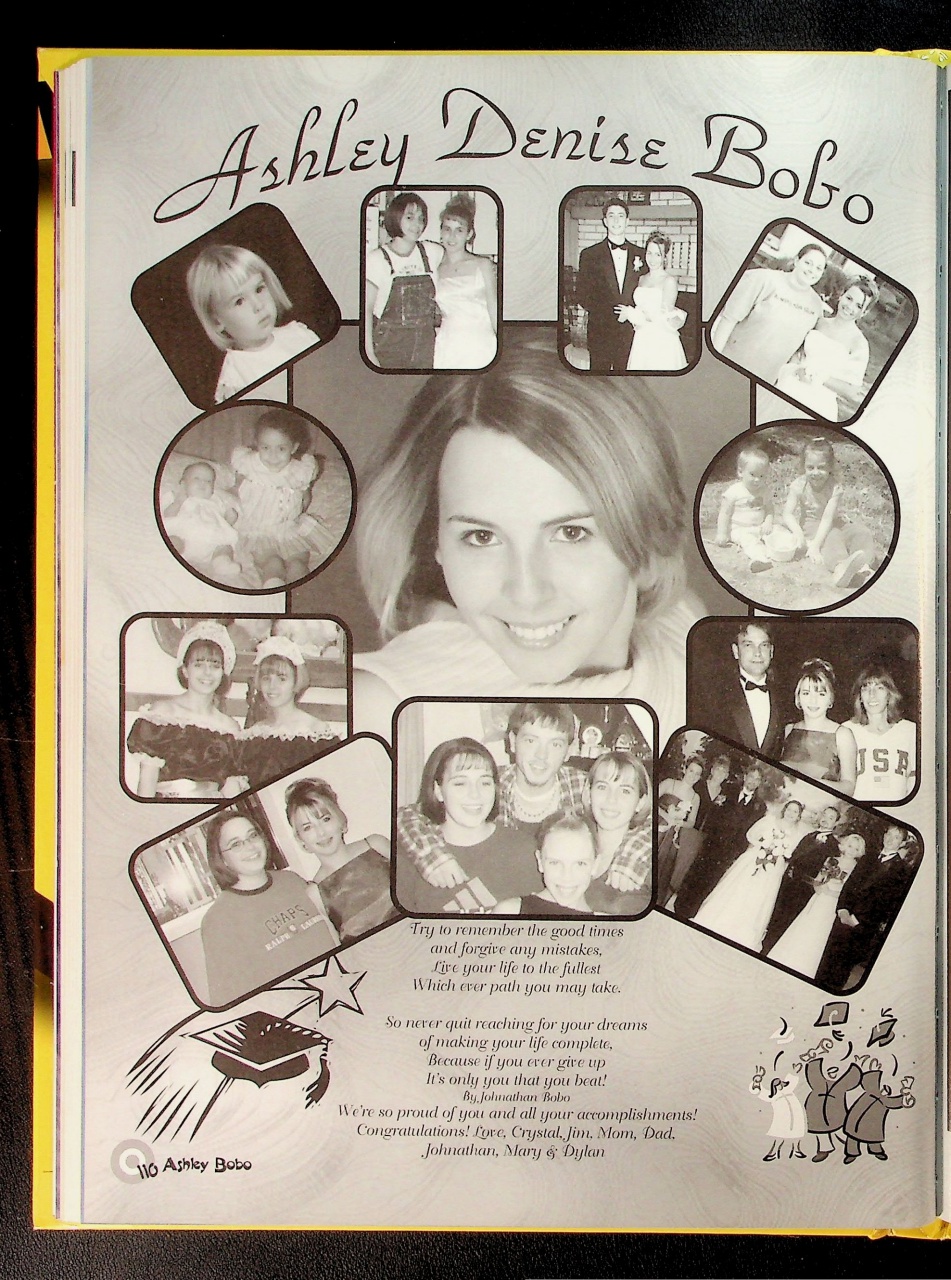 Ashley Denise Bobo
USA
CHAPS
RALPH LAUREN
Try to remember the good times
and forgive any mistakes,
Live your life to the fullest
Which ever path you may take.
So never quit reaching for your dreams
of making your life complete,
Because if you ever give up
It's only you that you beat!
By Johnathan Bobo
We're so proud of you and all your accomplishments!
Congratulations! Love, Crystal, Jim, Mom, Dad,
Johnathan, Mary & Dylan
110 Ashley Bobo